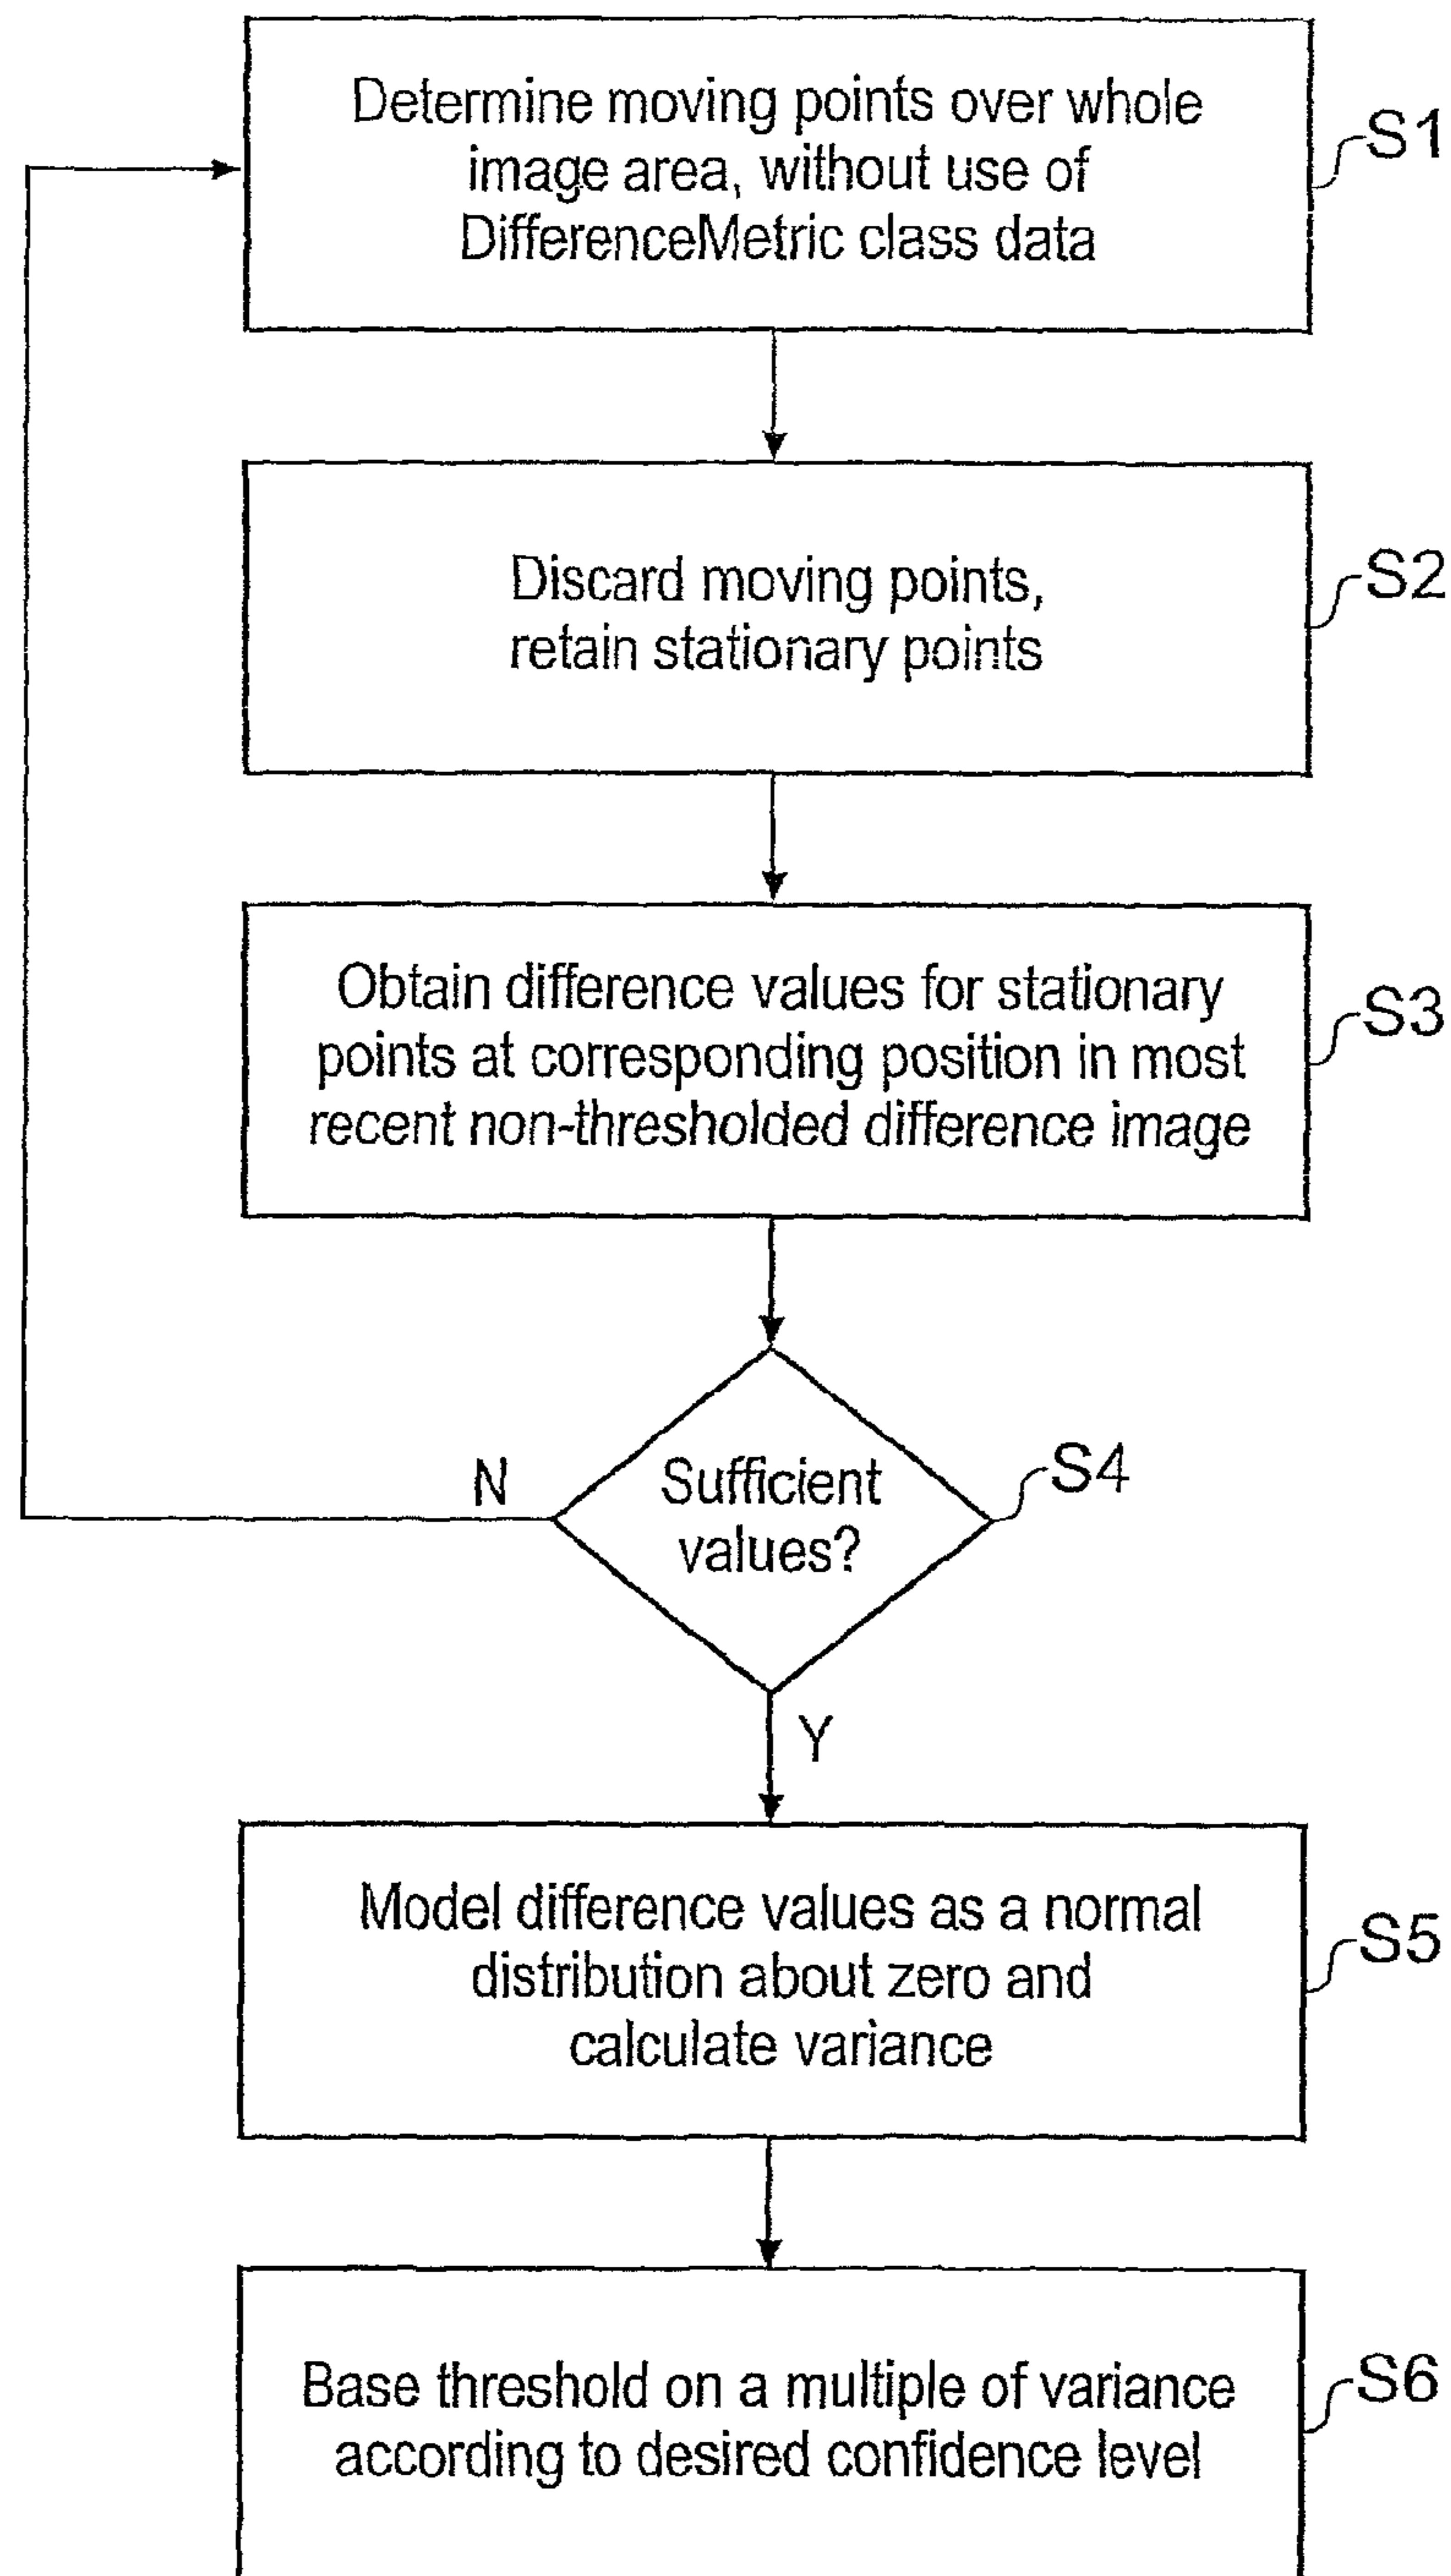 Determine moving points over whole
image area, without use of
DifferenceMetric class data
S1
Discard moving points,
retain stationary points
S2
Obtain difference values for stationary
points at corresponding position in most
recent non-thresholded difference image
S3
Sufficient
values?
S4
N
Y
Model difference values as a normal
distribution about zero and
calculate variance
S5
Base threshold on a multiple of variance
according to desired confidence level
S6